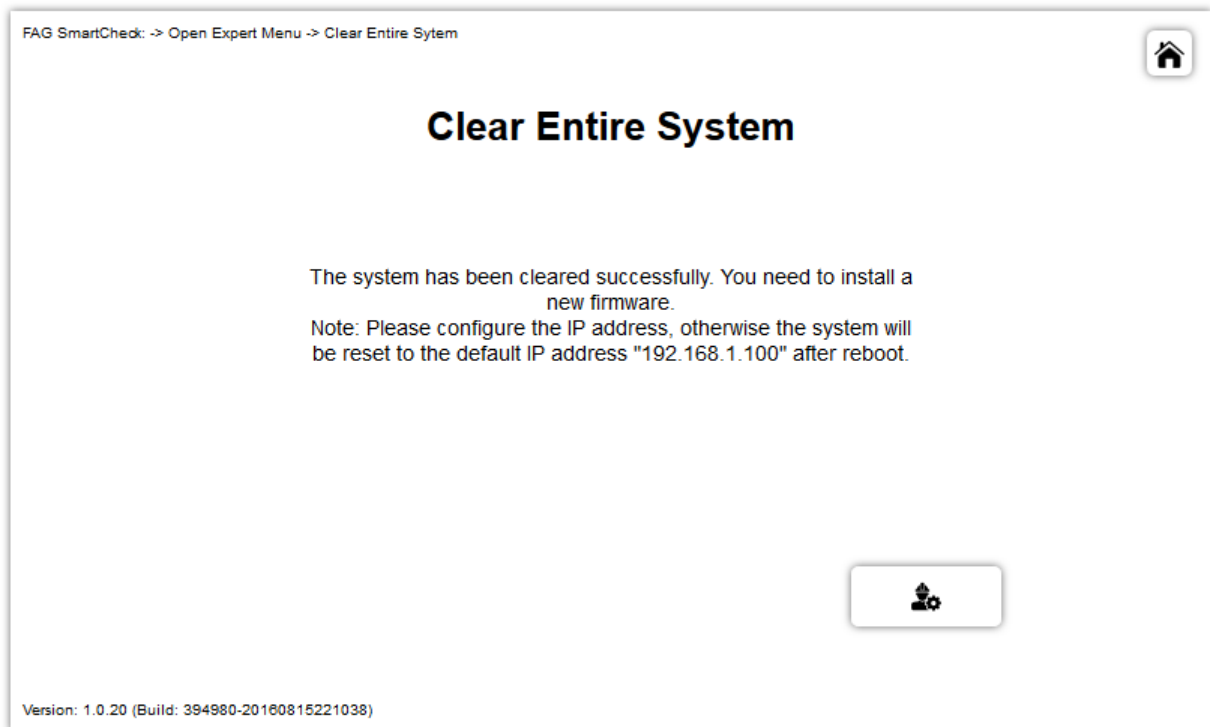 FAG SmartCheck: -> Open Expert Menu -> Clear Entire Sytem
Clear Entire System
The system has been cleared successfully. You need to install a
new firmware.
Note: Please configure the IP address, otherwise the system will
be reset to the default IP address "192.168.1.100" after reboot.
Version: 1.0.20 (Build: 394980-20160815221038)